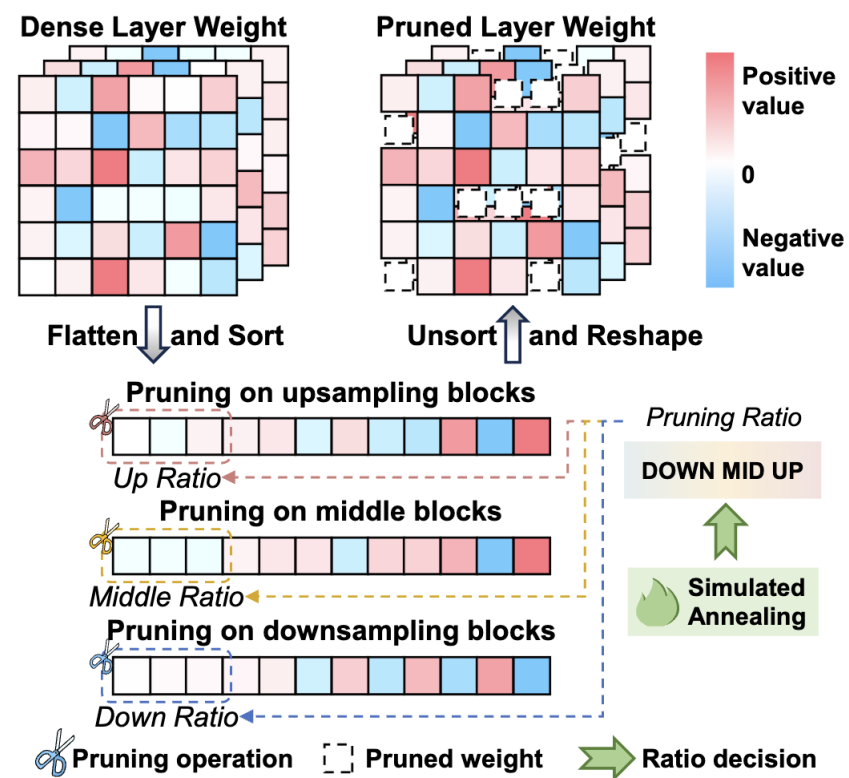 Dense Layer Weight
Pruned Layer Weight
Positive
value
0
Negative
value
Flatten and Sort
Unsort and Reshape
Pruning on upsampling blocks
Pruning Ratio
Up Ratio
DOWN MID UP
Pruning on middle blocks
Middle Ratio
Simulated
Annealing
Pruning on downsampling blocks
Down Ratio
Pruning operation
Pruned weight
Ratio decision